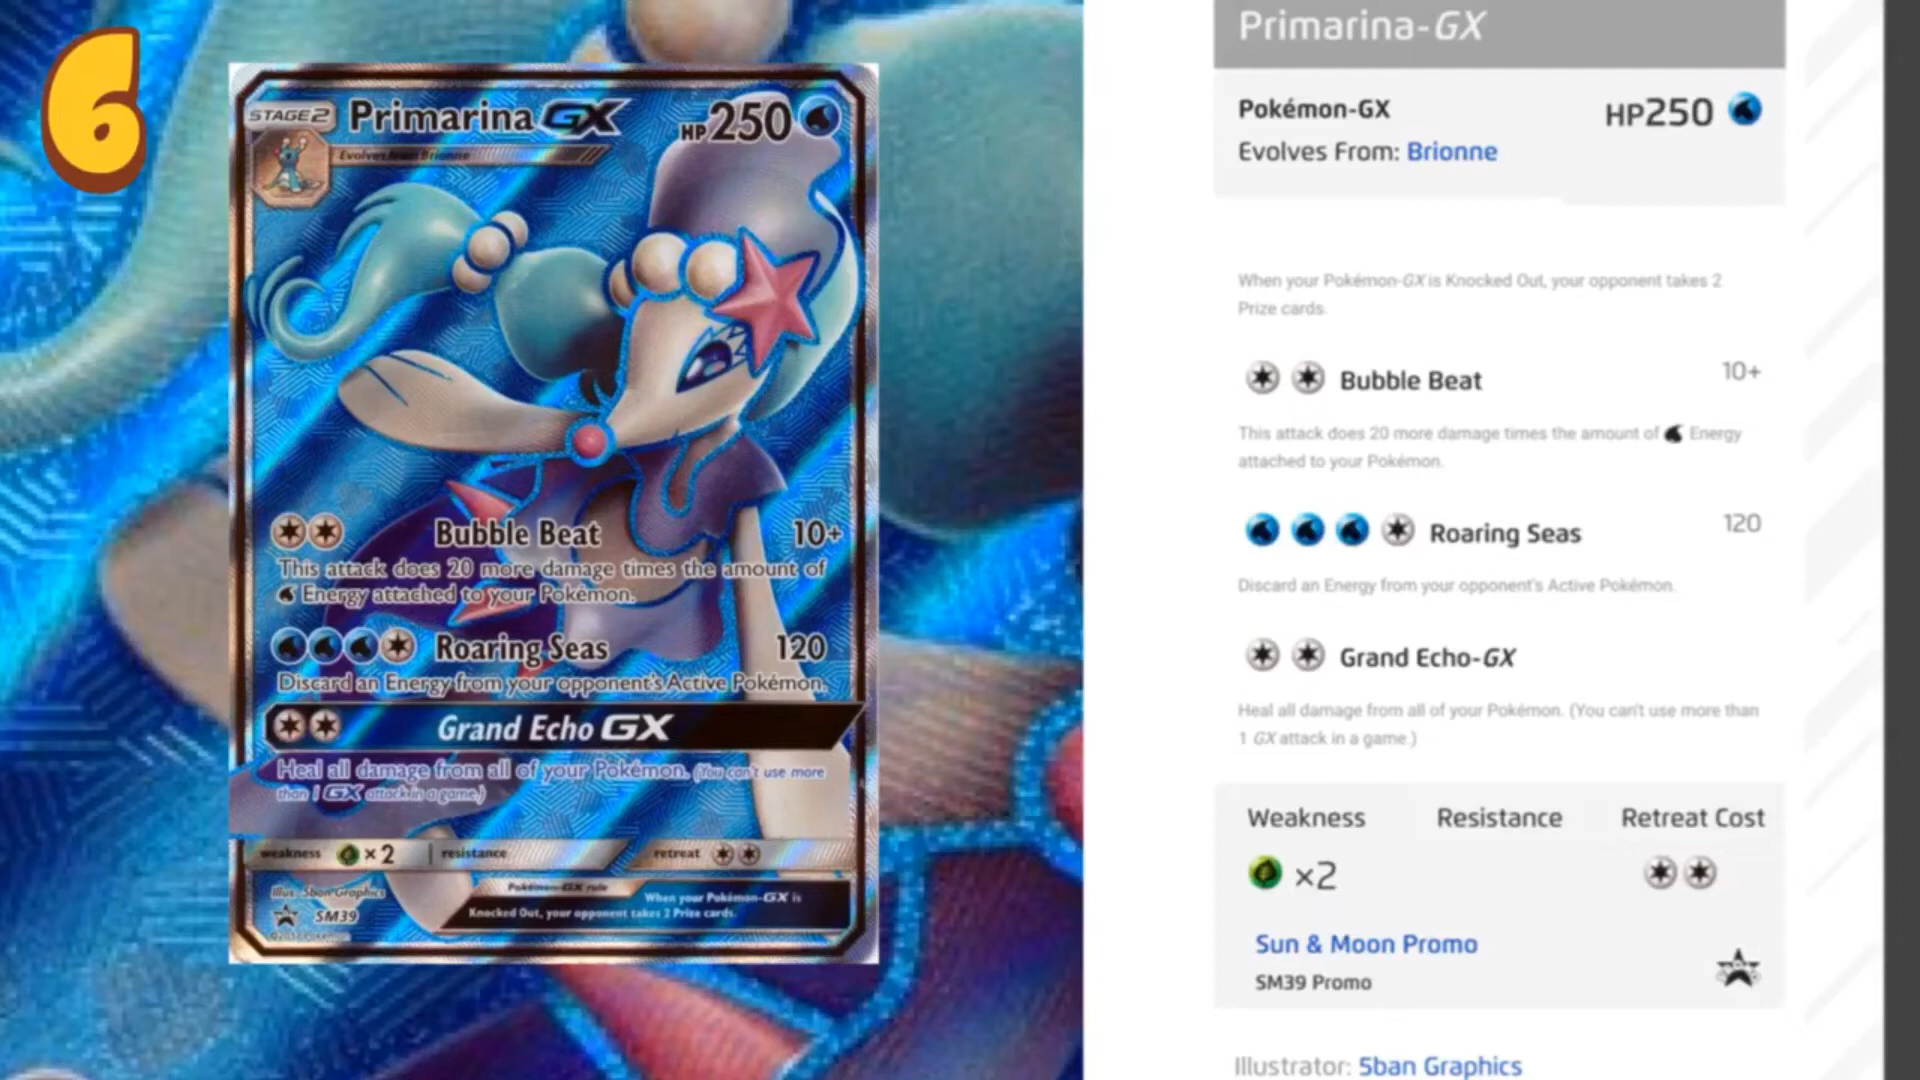 6
STAGE2
Primarina GX
HP250
Evolves from Brionne
Bubble Beat 10+
This attack does 20 more damage times the amount of
Energy attached to your Pokémon.
Roaring Seas 120
Discard an Energy from your opponent's Active Pokémon.
Grand Echo GX
Heal all damage from all of your Pokémon. (You can't use more
than 1 GX attack in a game.)
weakness ×2 resistance retreat
Illus. 5ban Graphics
SM39
Pokémon-GX rule
When your Pokémon-GX is
Knocked Out, your opponent takes 2 Prize cards.
Primarina-GX
Pokémon-GX
HP250
Evolves From: Brionne
When your Pokémon-GX is Knocked Out, your opponent takes 2
Prize cards.
Bubble Beat 10+
This attack does 20 more damage times the amount of Energy
attached to your Pokémon.
Roaring Seas 120
Discard an Energy from your opponent's Active Pokémon.
Grand Echo-GX
Heal all damage from all of your Pokémon. (You can't use more than
1 GX attack in a game.)
Weakness Resistance Retreat Cost
×2
Sun & Moon Promo
SM39 Promo
Illustrator: 5ban Graphics